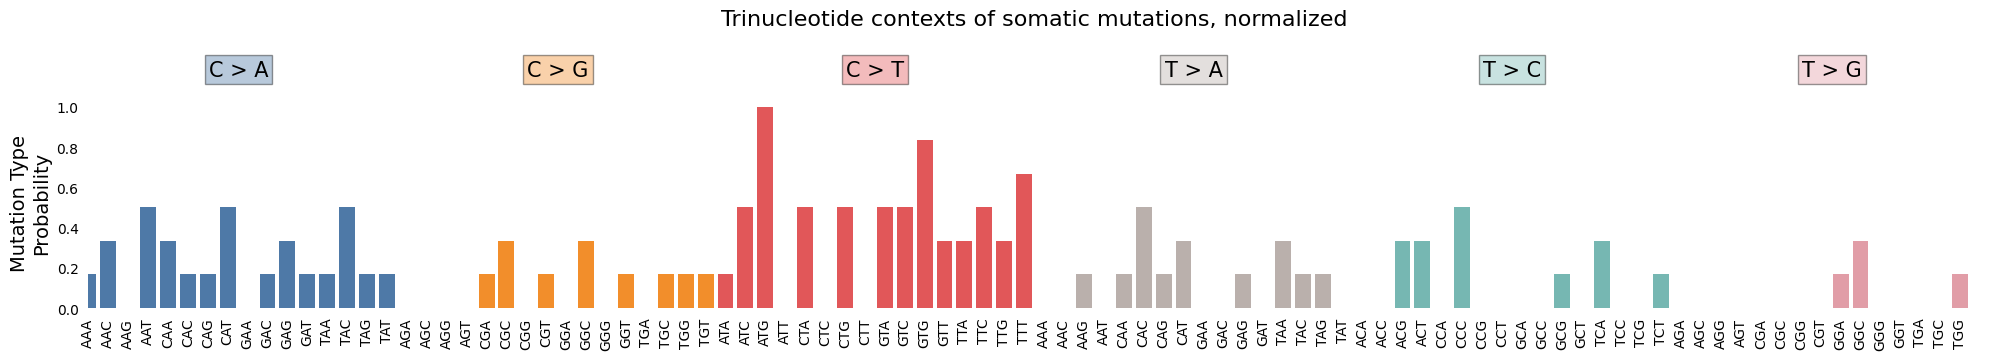 Trinucleotide contexts of somatic mutations, normalized
C > A C > G C > T T > A T > C T > G
Mutation Type
Probability
1.0
0.8
0.6
0.4
0.2
0.0
AAA AAC AAG AAT CAA CAC CAG CAT GAA GAC GAG GAT TAA TAC TAG TAT AGA AGC AGG AGT CGA CGC CGG CGT GGA GGC GGG GGT TGA TGC TGG TGT ATA ATC ATG ATT CTA CTC CTG CTT GTA GTC GTG GTT TTA TTC TTG TTT AAA AAC AAG AAT CAA CAC CAG CAT GAA GAC GAG GAT TAA TAC TAG TAT ACA ACC ACG ACT CCA CCC CCG CCT GCA GCC GCG GCT TCA TCC TCG TCT AGA AGC AGG AGT CGA CGC CGG CGT GGA GGC GGG GGT TGA TGC TGG